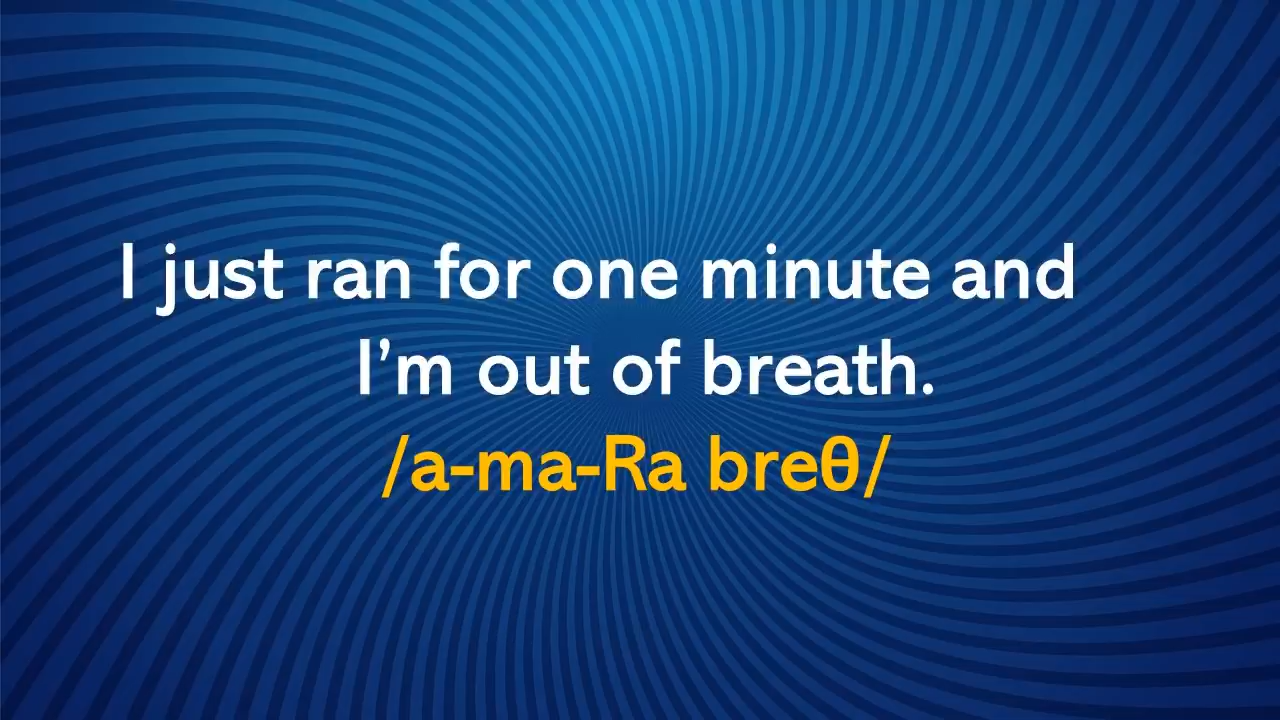 I just ran for one minute and
I’m out of breath.
/a-ma-Ra breθ/